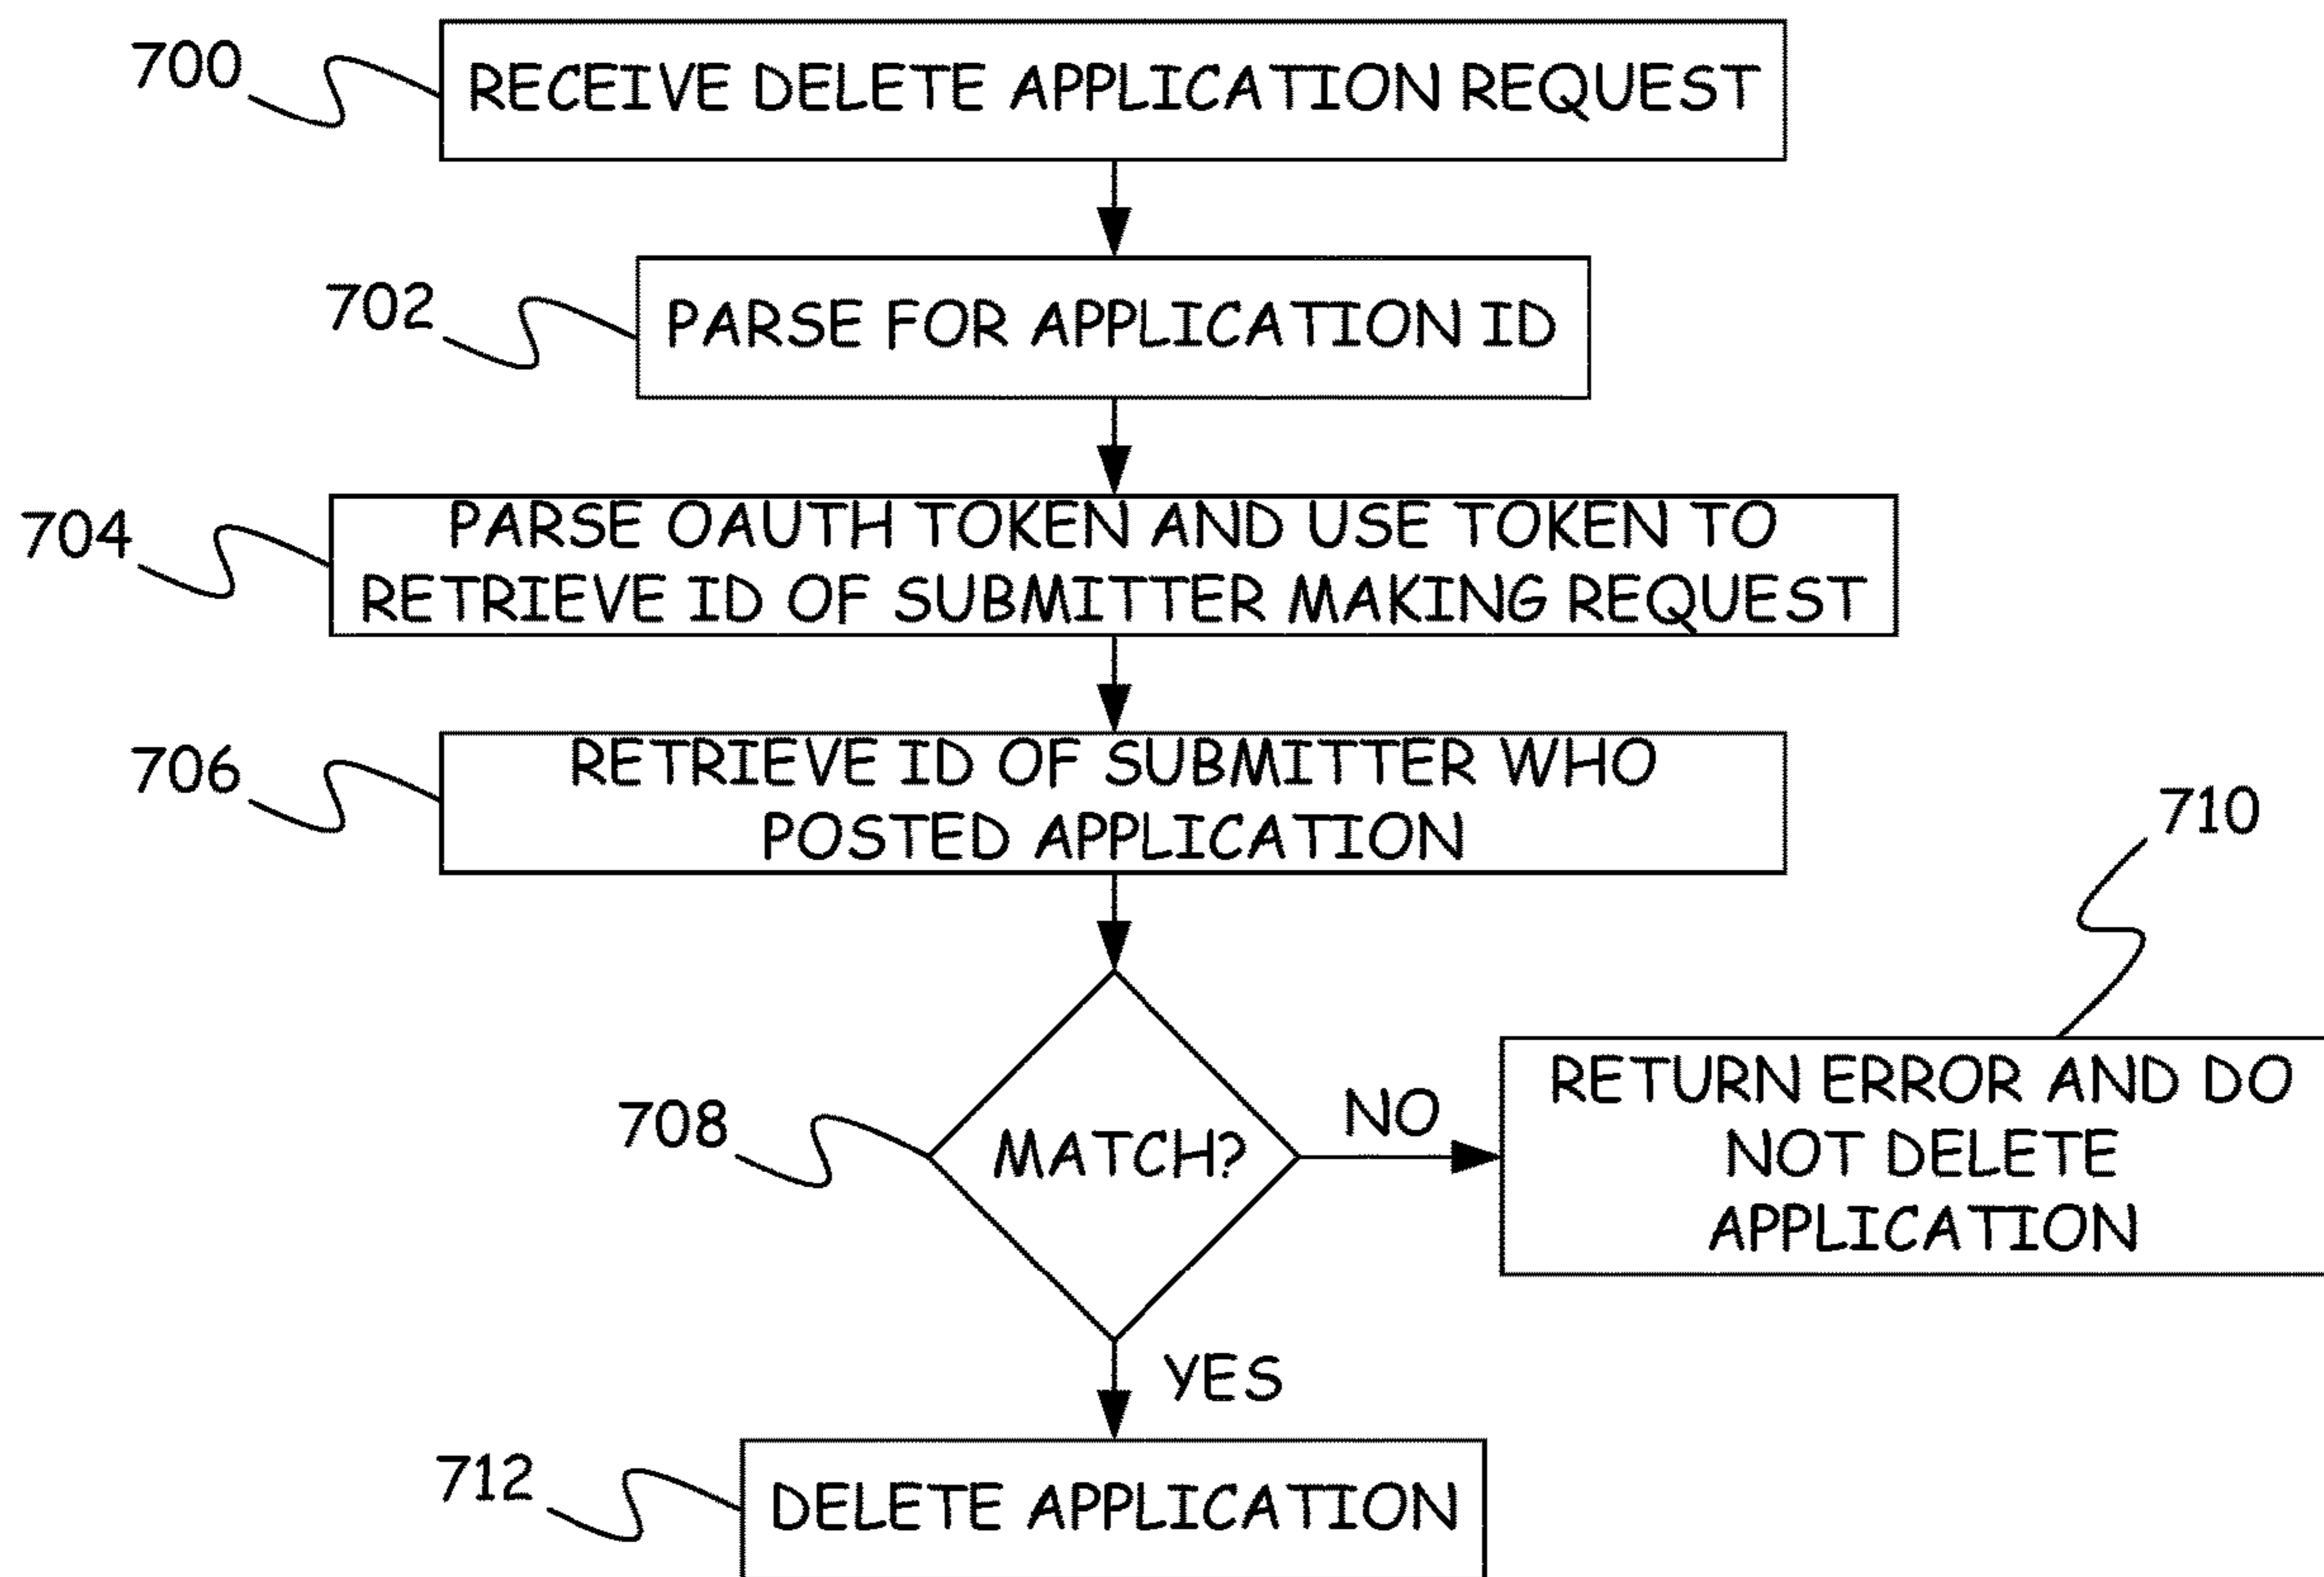 700
RECEIVE DELETE APPLICATION REQUEST
702
PARSE FOR APPLICATION ID
704
PARSE OAUTH TOKEN AND USE TOKEN TO
RETRIEVE ID OF SUBMITTER MAKING REQUEST
706
RETRIEVE ID OF SUBMITTER WHO
POSTED APPLICATION
708
MATCH?
NO
710
RETURN ERROR AND DO
NOT DELETE
APPLICATION
YES
712
DELETE APPLICATION